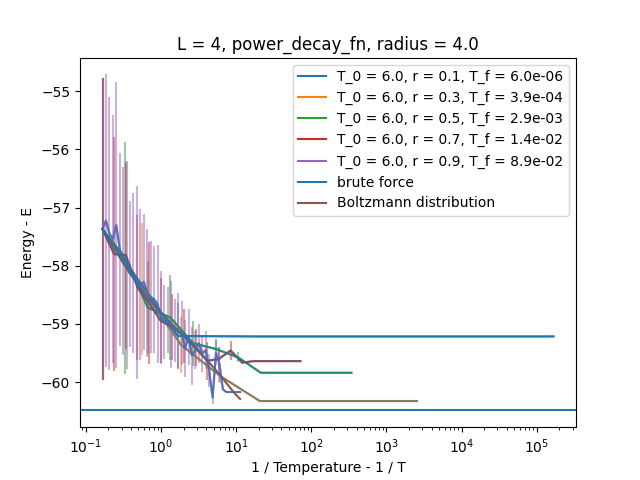 L = 4, power_decay_fn, radius = 4.0
T_0 = 6.0, r = 0.1, T_f = 6.0e-06
T_0 = 6.0, r = 0.3, T_f = 3.9e-04
T_0 = 6.0, r = 0.5, T_f = 2.9e-03
T_0 = 6.0, r = 0.7, T_f = 1.4e-02
T_0 = 6.0, r = 0.9, T_f = 8.9e-02
brute force
Boltzmann distribution
Energy - E
−55
−56
−57
−58
−59
−60
10⁻¹ 10⁰ 10¹ 10² 10³ 10⁴ 10⁵
1 / Temperature - 1 / T